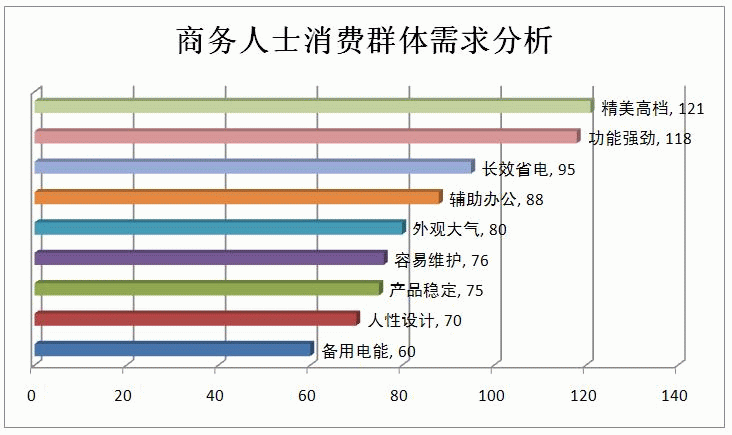 商务人士消费群体需求分析
精美高档, 121
功能强劲, 118
长效省电, 95
辅助办公, 88
外观大气, 80
容易维护, 76
产品稳定, 75
人性设计, 70
备用电能, 60
0 20 40 60 80 100 120 140